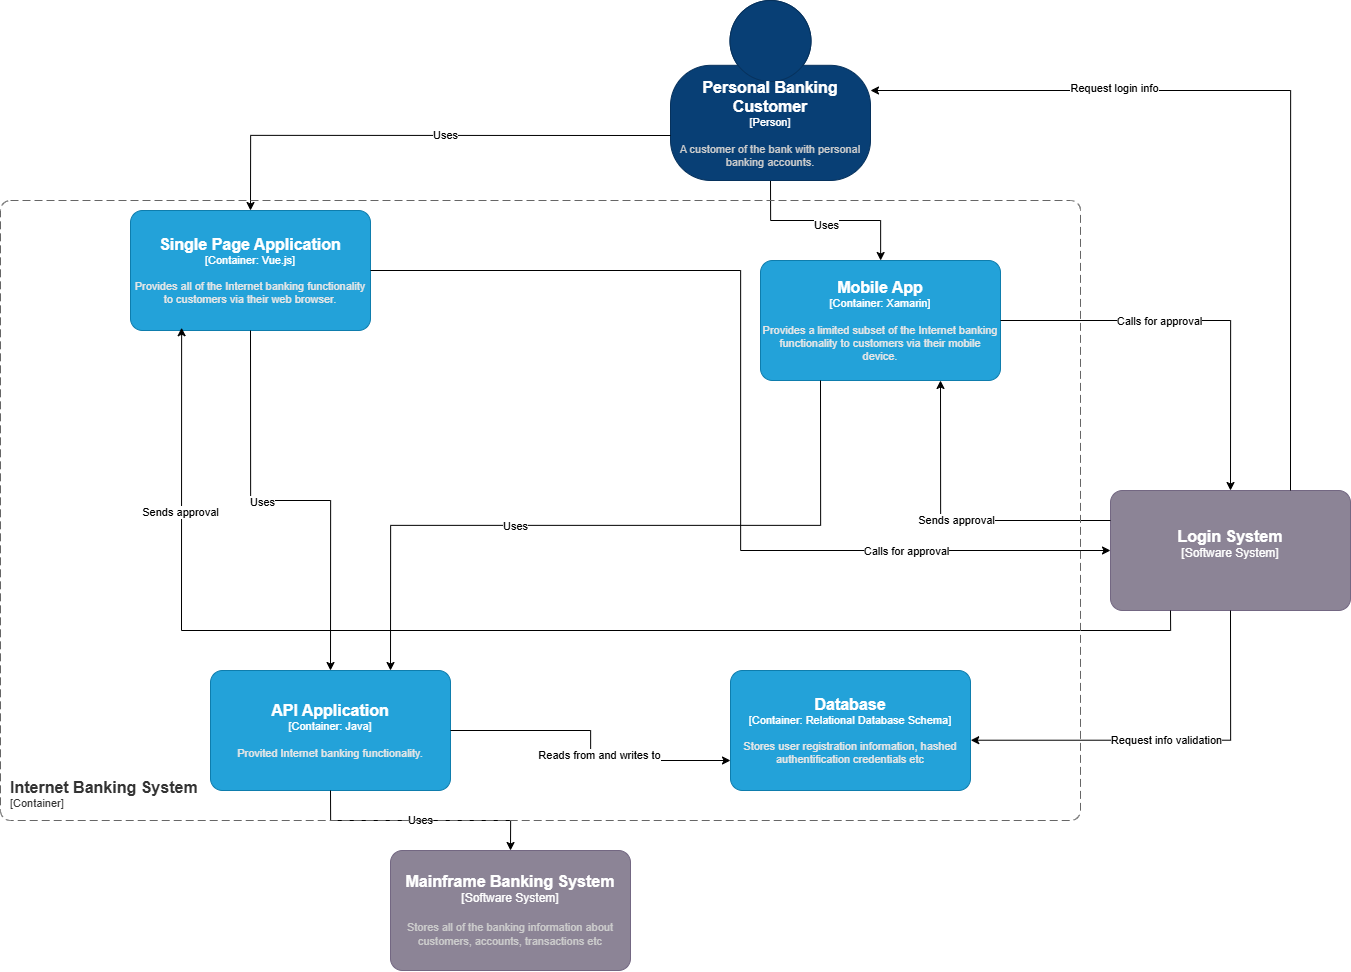 Personal Banking
Customer
[Person]
A customer of the bank with personal
banking accounts.
Request login info
Uses
Uses
Single Page Application
[Container: Vue.js]
Provides all of the Internet banking functionality
to customers via their web browser.
Mobile App
[Container: Xamarin]
Provides a limited subset of the Internet banking
functionality to customers via their mobile
device.
Calls for approval
Sends approval
Uses
Uses
Sends approval
Calls for approval
Login System
[Software System]
API Application
[Container: Java]
Provited Internet banking functionality.
Reads from and writes to
Database
[Container: Relational Database Schema]
Stores user registration information, hashed
authentification credentials etc
Request info validation
Internet Banking System
[Container]
Uses
Mainframe Banking System
[Software System]
Stores all of the banking information about
customers, accounts, transactions etc